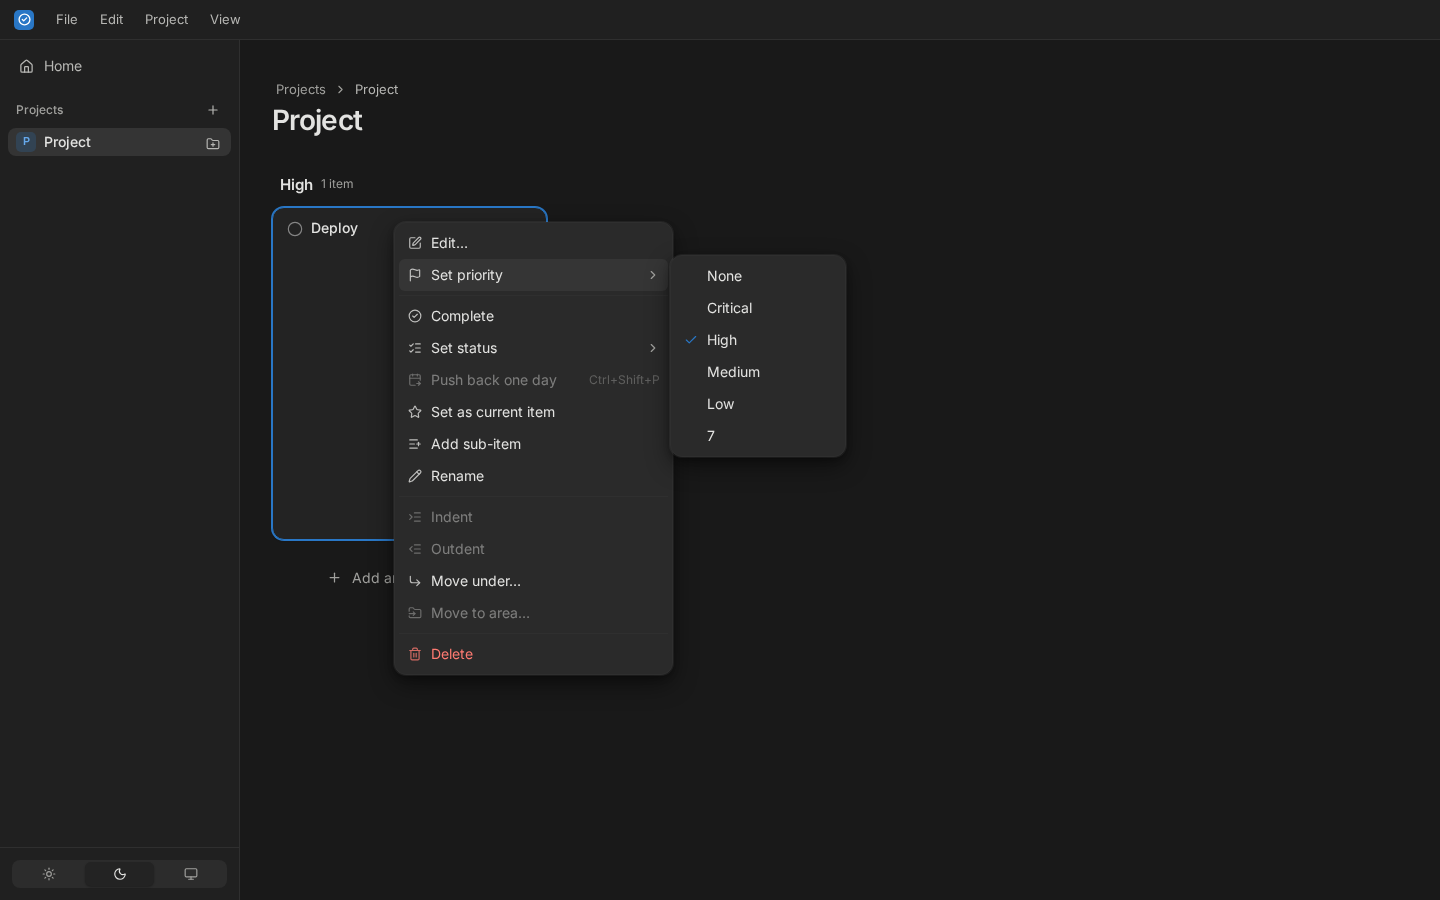 File Edit Project View
Home
Projects
P Project
Projects > Project
Project
High 1 item
Deploy
Edit...
Set priority
Complete
Set status
Push back one day Ctrl+Shift+P
Set as current item
Add sub-item
Rename
Indent
Outdent
Move under...
Move to area...
Delete
None
Critical
High
Medium
Low
7
Add